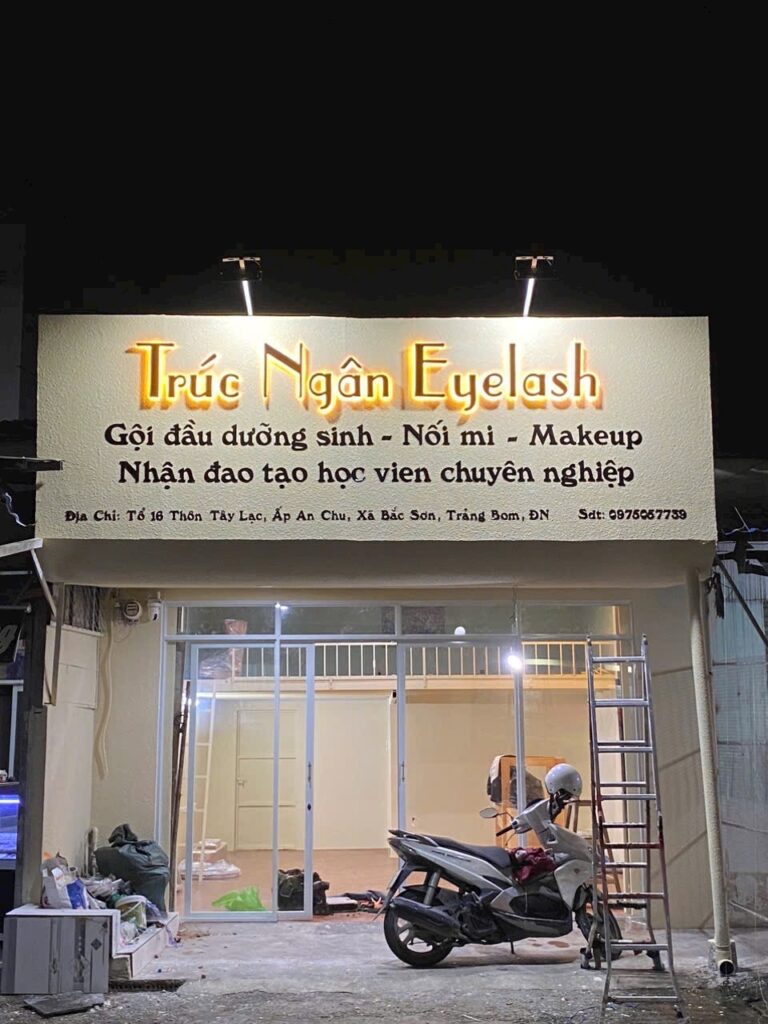 Trúc Ngân Eyelash
Gội đầu dưỡng sinh - Nối mi - Makeup
Nhận đao tạo học vien chuyên nghiệp
Địa Chỉ: Tổ 16 Thôn Tây Lạc, Ấp An Chu, Xã Bắc Sơn, Trảng Bom, ĐN Sdt: 0975057739